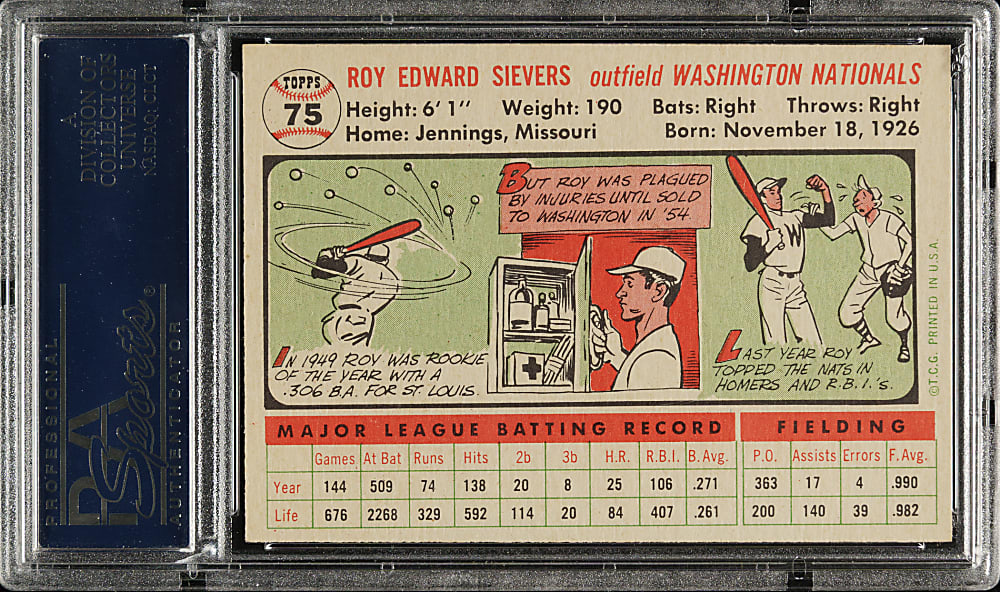 A
DIVISION OF
COLLECTORS
UNIVERSE
NASDAQ: CLCT
PROFESSIONAL
PSA
Sports®
AUTHENTICATOR
TOPPS
75
ROY EDWARD SIEVERS outfield WASHINGTON NATIONALS
Height: 6' 1" Weight: 190 Bats: Right Throws: Right
Home: Jennings, Missouri Born: November 18, 1926
IN 1949 ROY WAS ROOKIE
OF THE YEAR WITH A
.306 B.A. FOR ST. LOUIS.
BUT ROY WAS PLAGUED
BY INJURIES UNTIL SOLD
TO WASHINGTON IN '54
W
LAST YEAR ROY
TOPPED THE NATS IN
HOMERS AND R.B.I.'S.
©T.C.G. PRINTED IN U.S.A.
MAJOR LEAGUE BATTING RECORD FIELDING
Games At Bat Runs Hits 2b 3b H.R. R.B.I. B.Avg. P.O. Assists Errors F.Avg.
Year 144 509 74 138 20 8 25 106 .271 363 17 4 .990
Life 676 2268 329 592 114 20 84 407 .261 200 140 39 .982